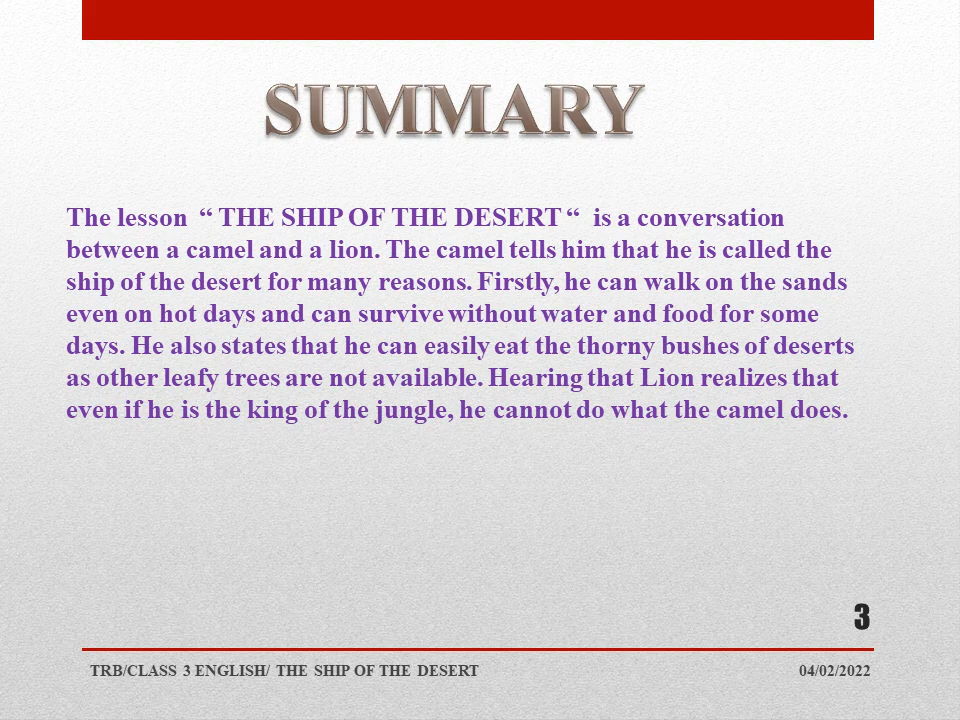 SUMMARY
The lesson “ THE SHIP OF THE DESERT “ is a conversation
between a camel and a lion. The camel tells him that he is called the
ship of the desert for many reasons. Firstly, he can walk on the sands
even on hot days and can survive without water and food for some
days. He also states that he can easily eat the thorny bushes of deserts
as other leafy trees are not available. Hearing that Lion realizes that
even if he is the king of the jungle, he cannot do what the camel does.
3
TRB/CLASS 3 ENGLISH/ THE SHIP OF THE DESERT 04/02/2022